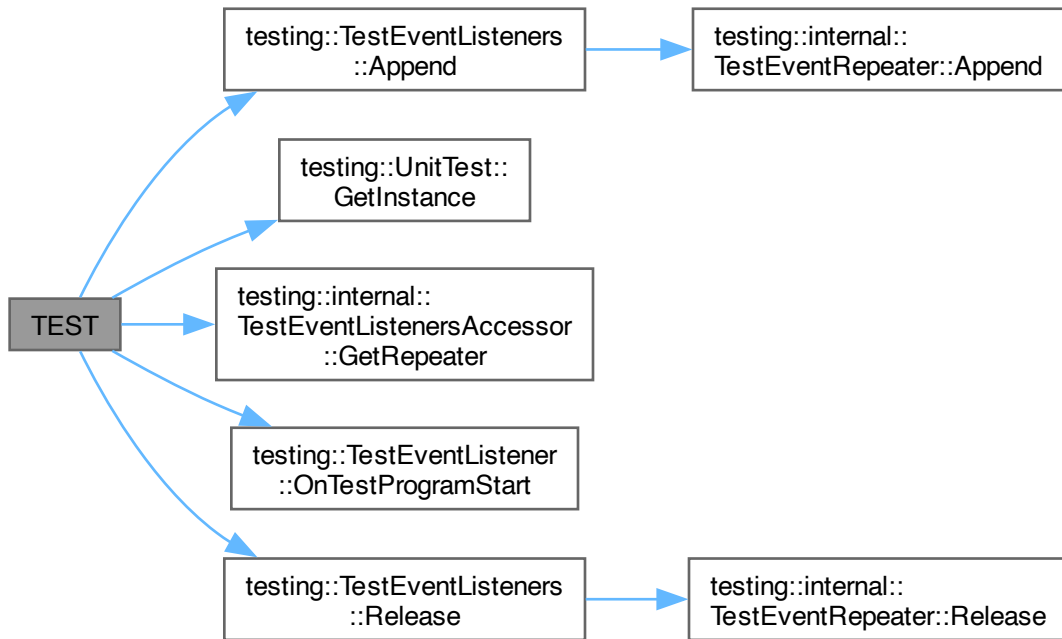 testing::TestEventListeners
::Append
testing::internal::
TestEventRepeater::Append
testing::UnitTest::
GetInstance
TEST
testing::internal::
TestEventListenersAccessor
::GetRepeater
testing::TestEventListener
::OnTestProgramStart
testing::TestEventListeners
::Release
testing::internal::
TestEventRepeater::Release